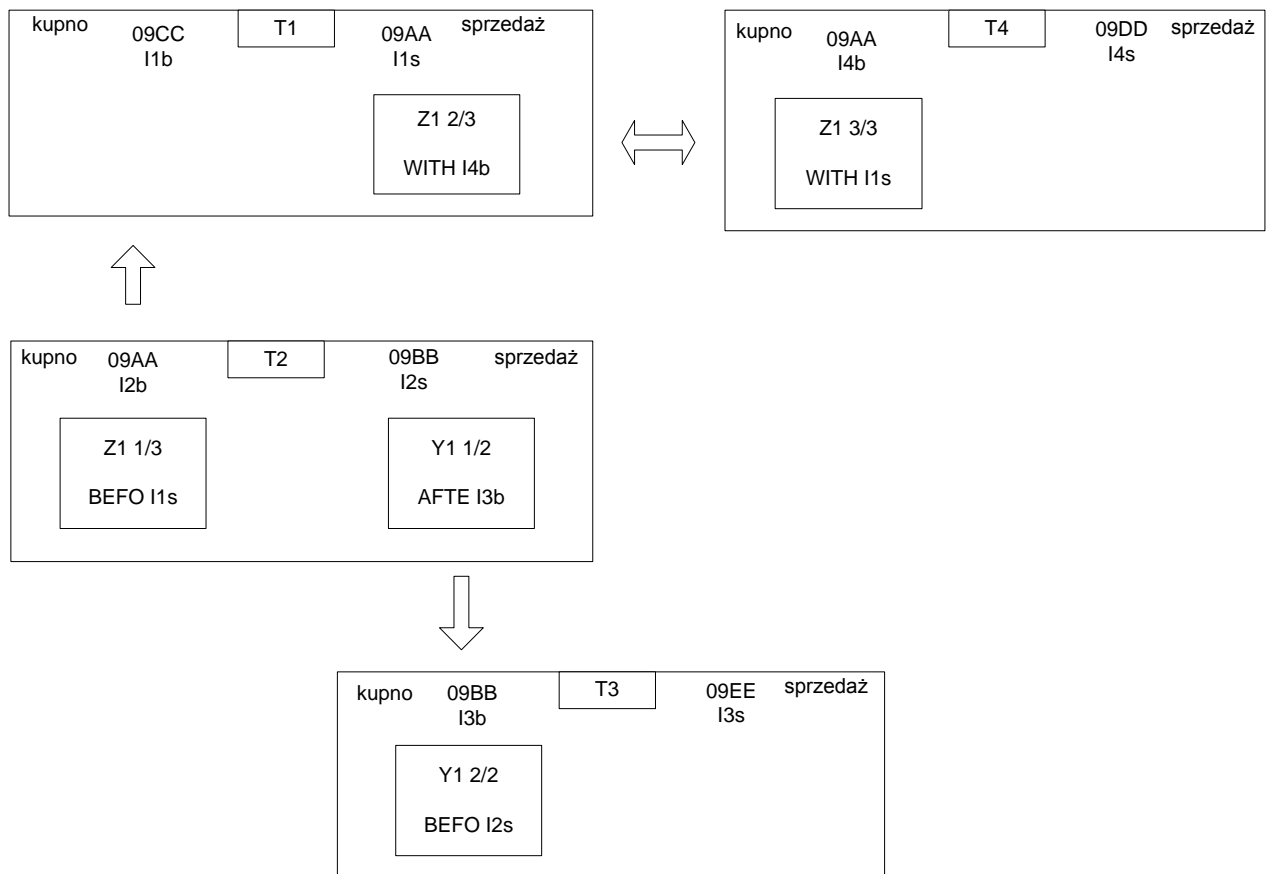 kupno 09CC T1 09AA sprzedaż
I1b I1s
Z1 2/3
WITH I4b
kupno 09AA T4 09DD sprzedaż
I4b I4s
Z1 3/3
WITH I1s
kupno 09AA T2 09BB sprzedaż
I2b I2s
Z1 1/3 Y1 1/2
BEFO I1s AFTE I3b
kupno 09BB T3 09EE sprzedaż
I3b I3s
Y1 2/2
BEFO I2s